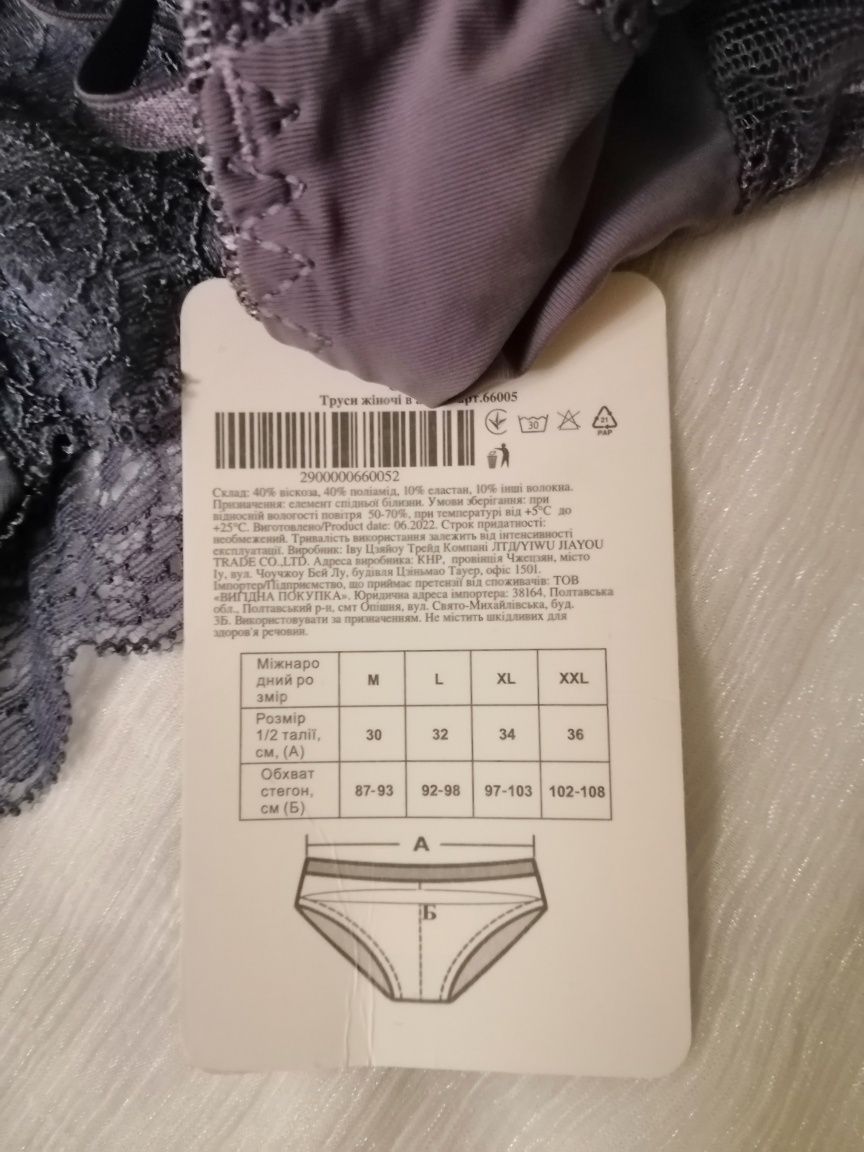 Труси жіночі в арт.66005
30
21
PAP
2900000660052
Склад: 40% віскоза, 40% поліамід, 10% еластан, 10% інші волокна.
Призначення: елемент спідньої білизни. Умови зберігання: при
відносній вологості повітря 50-70%, при температурі від +5°С до
+25°С. Виготовлено/Product date: 06.2022. Строк придатності:
необмежений. Тривалість використання залежить від інтенсивності
експлуатації. Виробник: Іву Цзяйоу Трейд Компані ЛТД/YIWU JIAYOU
TRADE CO.,LTD. Адреса виробника: КНР, провінція Чжецзян, місто
Іу, вул. Чоучжоу Бей Лу, будівля Цзіньмао Тауер, офіс 1501.
Імпортер/Підприємство, що приймає претензії від споживачів: ТОВ
«ВИГІДНА ПОКУПКА». Юридична адреса імпортера: 38164, Полтавська
обл., Полтавський р-н, смт Опішня, вул. Свято-Михайлівська, буд.
3Б. Використовувати за призначенням. Не містить шкідливих для
здоров'я речовин.
Міжнаро
дний ро
змір
M
L
XL
XXL
Розмір
1/2 талії,
см, (А)
30
32
34
36
Обхват
стегон,
см (Б)
87-93
92-98
97-103
102-108
А
Б